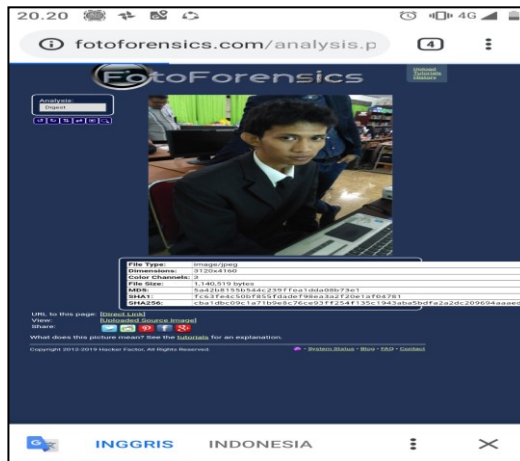 20.20 4G
fotoforensics.com/analysis.p 4
FotoForensics
Upload
Tutorials
History
Analysis:
Digest
File Type: image/jpeg
Dimensions: 3120x4160
Color Channels: 3
File Size: 1,140,519 bytes
MD5: 5a42b8155b544c239ffea1dda08b73e1
SHA1: fc63fe4c50bf855fdadef98ea3a2f20e1af64781
SHA256: cba1dbc09c1a71b9e8c76ce93ff254f135c1943aba5bdfa2a2dc209694aaaed
URL to this page: [Direct Link]
View: [Uploaded Source Image]
Share:
What does this picture mean? See the tutorials for an explanation.
Copyright 2012-2019 Hacker Factor, All Rights Reserved. • System Status • Blog • FAQ • Contact
INGGRIS INDONESIA